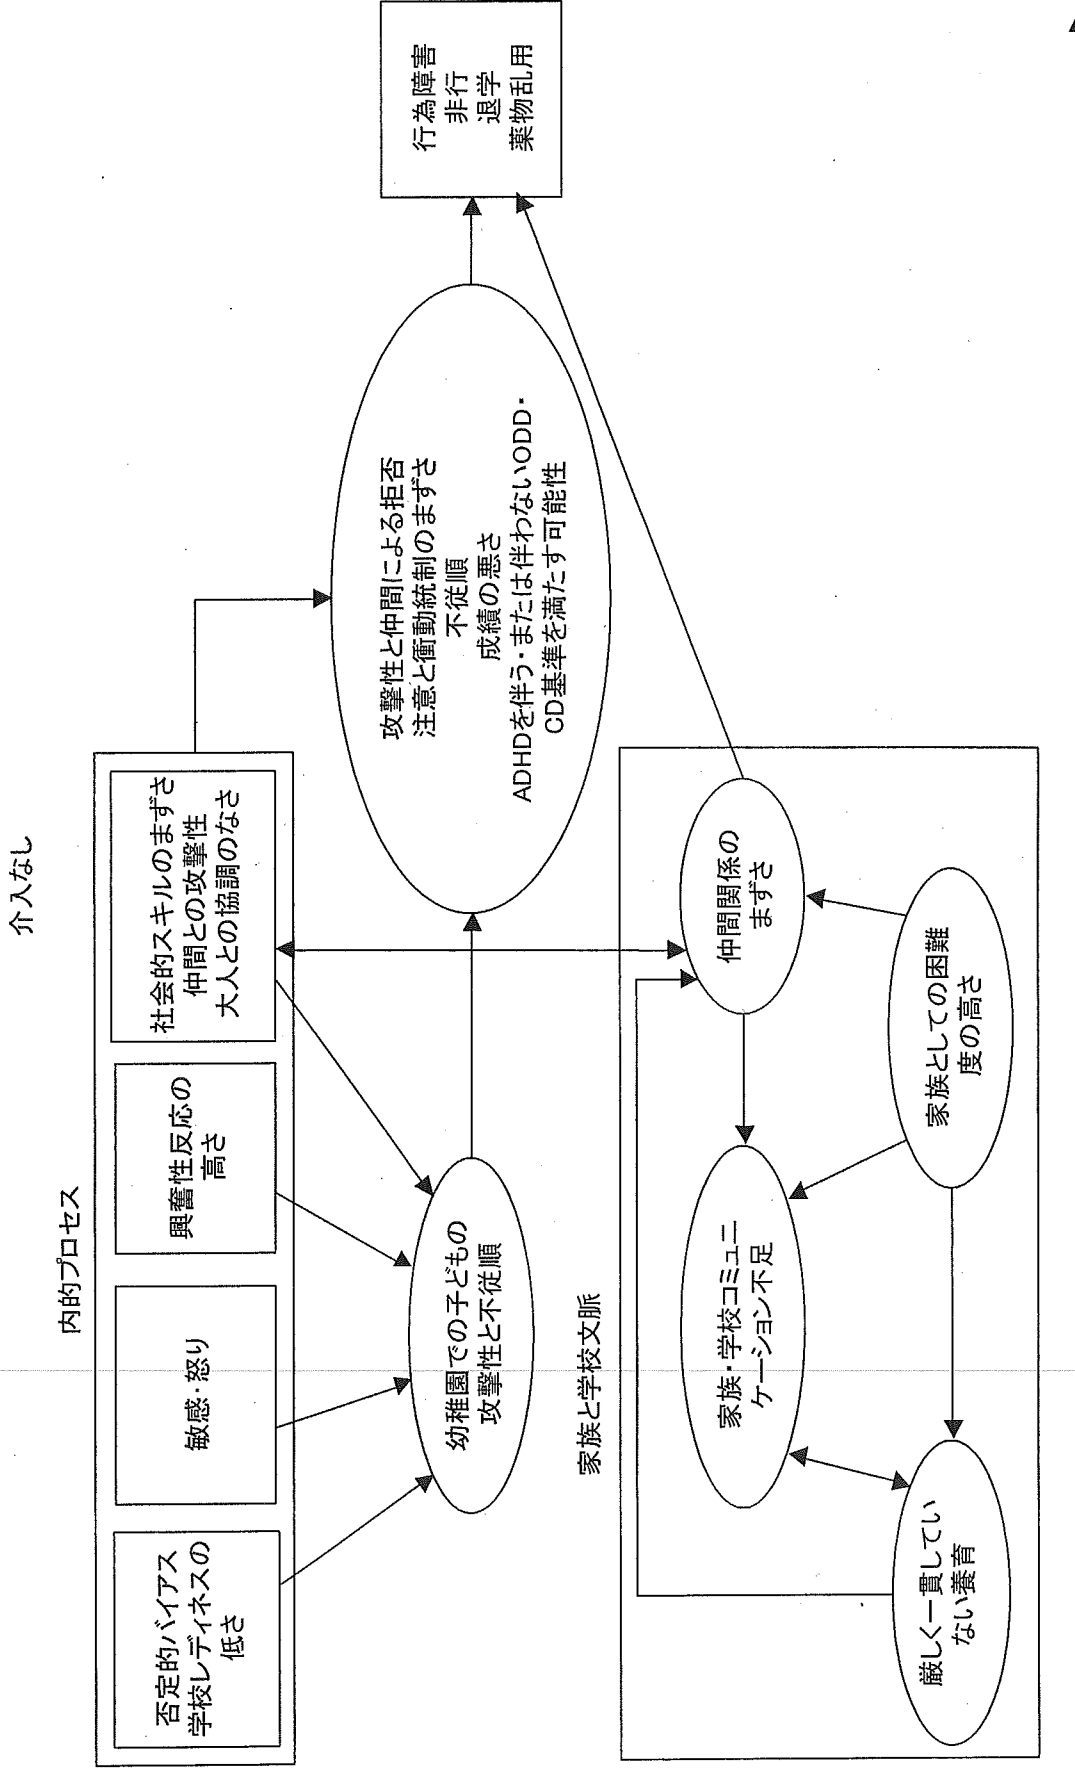 介入なし
内的プロセス
否定的バイアス
学校レディネスの
低さ
敏感・怒り
興奮性反応の
高さ
社会的スキルのまずさ
仲間との攻撃性
大人との協調のなさ
幼稚園での子どもの
攻撃性と不従順
攻撃性と仲間による拒否
注意と衝動統制のまずさ
不従順
成績の悪さ
ADHDを伴う・または伴わないODD・
CD基準を満たす可能性
行為障害
非行
退学
薬物乱用
家族と学校文脈
家族・学校コミュニ
ケーション不足
仲間関係の
まずさ
厳しく一貫してい
ない養育
家族としての困難
度の高さ